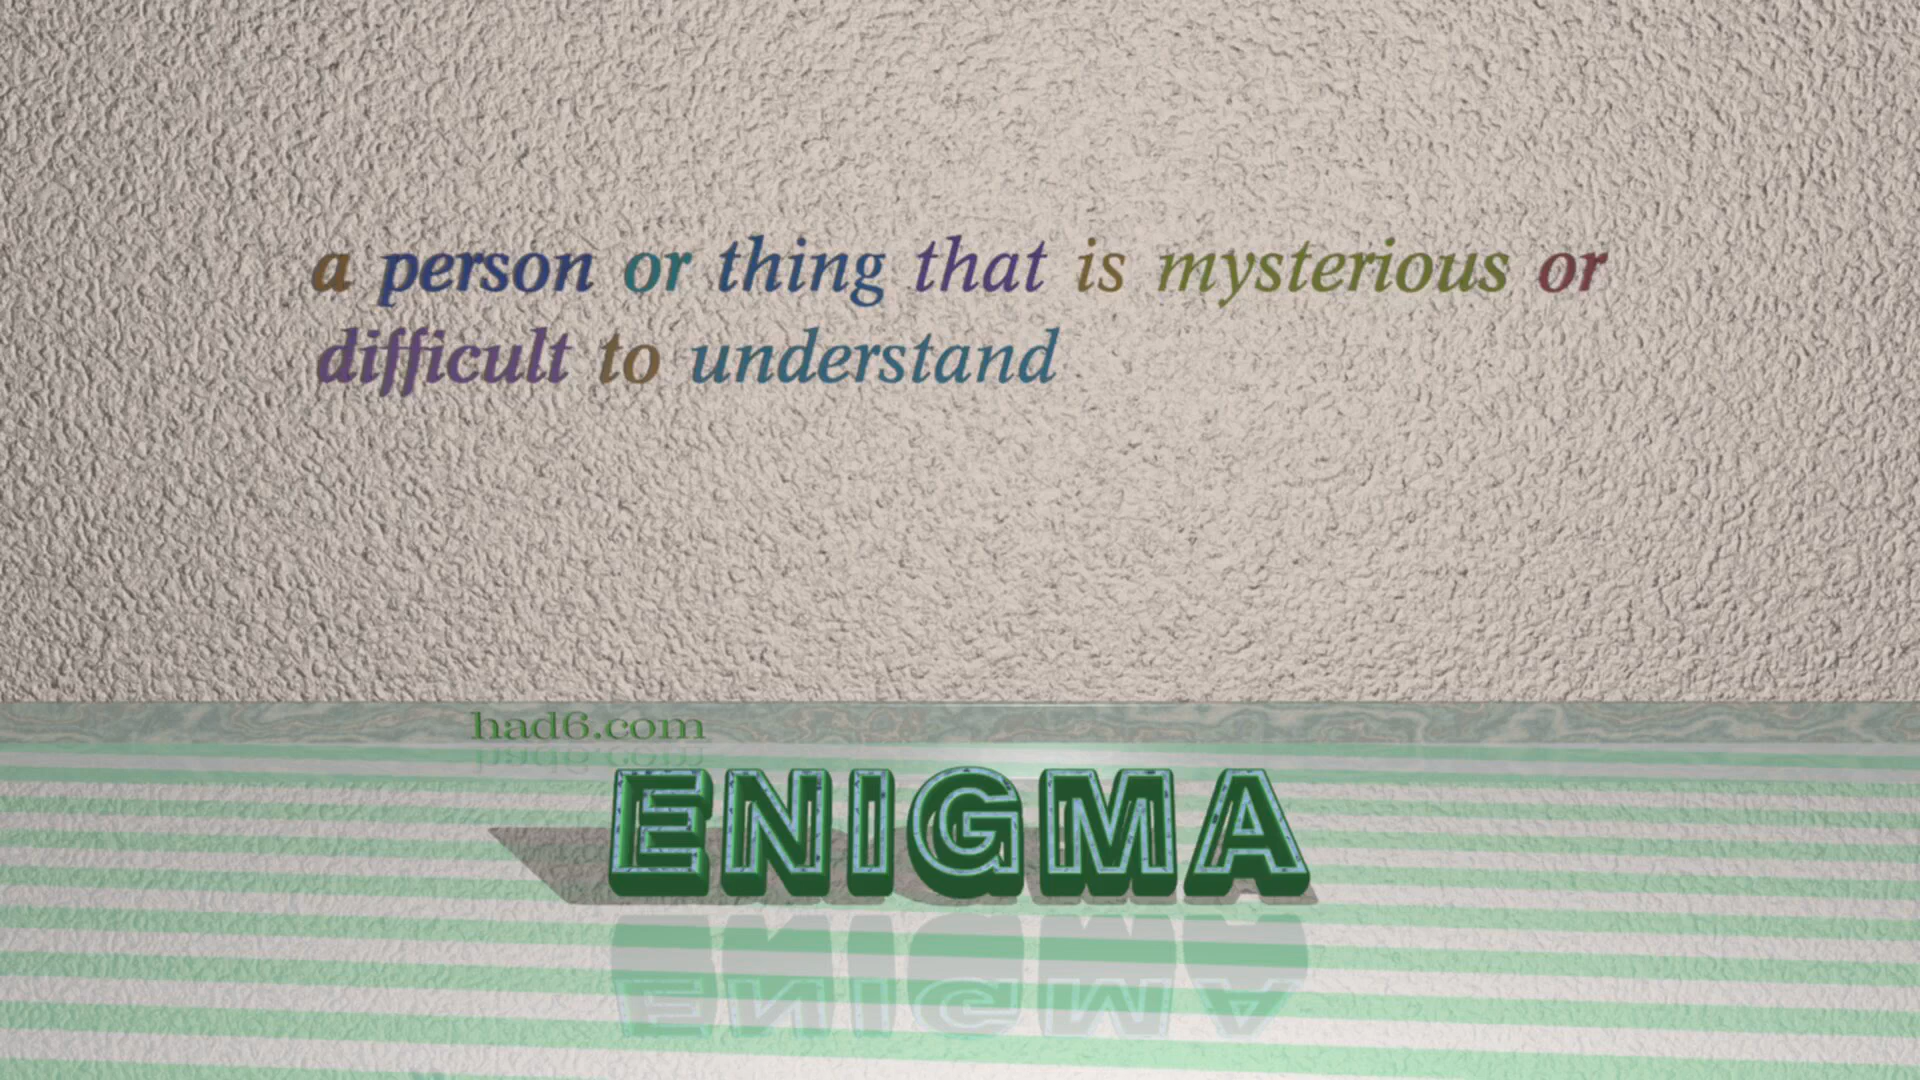 a person or thing that is mysterious or
difficult to understand
had6.com
ENIGMA